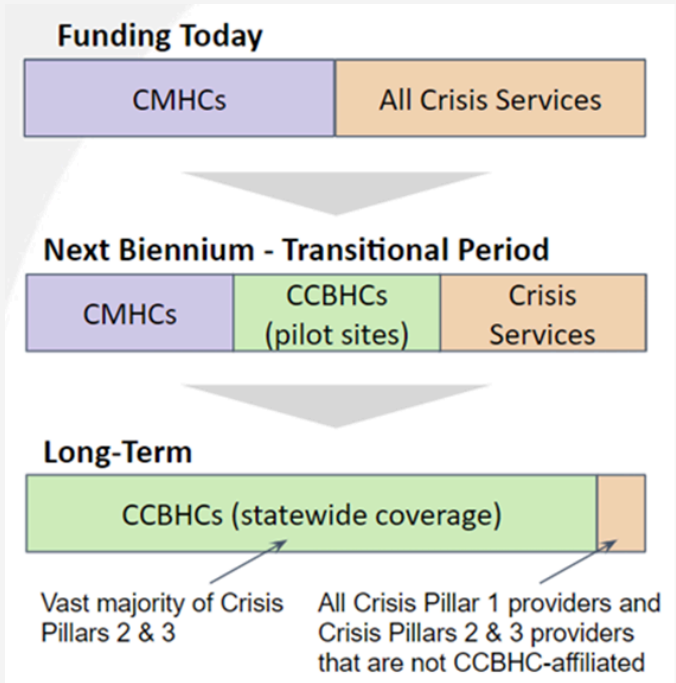 Funding Today
CMHCs
All Crisis Services
Next Biennium - Transitional Period
CMHCs
CCBHCs
(pilot sites)
Crisis
Services
Long-Term
CCBHCs (statewide coverage)
Vast majority of Crisis
Pillars 2 & 3
All Crisis Pillar 1 providers and
Crisis Pillars 2 & 3 providers
that are not CCBHC-affiliated